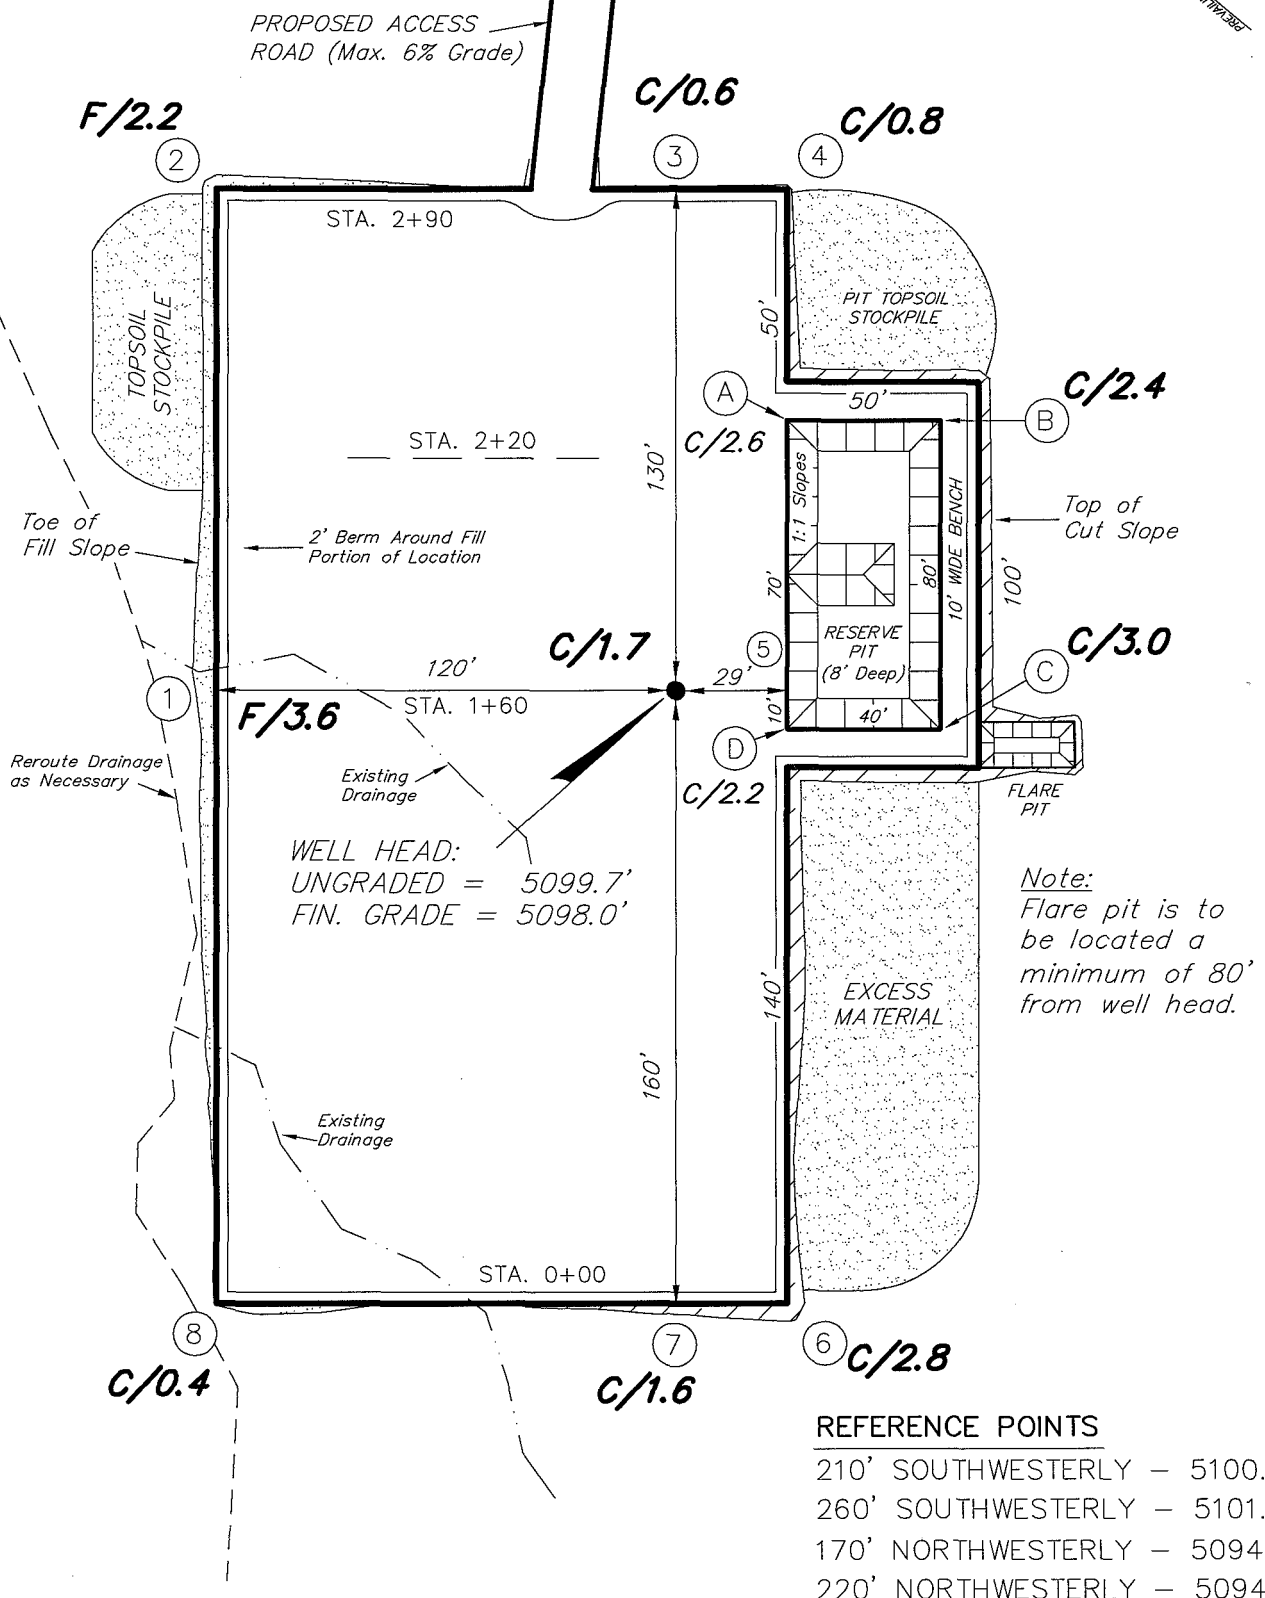 PREVAIL
PROPOSED ACCESS
ROAD (Max. 6% Grade)
F/2.2
C/0.6
C/0.8
2
3
4
STA. 2+90
PIT TOPSOIL
STOCKPILE
50'
TOPSOIL
STOCKPILE
A
C/2.6
50'
B
C/2.4
STA. 2+20
130'
1:1 Slopes
10' WIDE BENCH
Top of
Cut Slope
Toe of
Fill Slope
2' Berm Around Fill
Portion of Location
70'
80'
100'
RESERVE
PIT
(8' Deep)
C/1.7
5
C/3.0
C
120'
29'
1
F/3.6
STA. 1+60
10'
40'
D
C/2.2
Reroute Drainage
as Necessary
Existing
Drainage
FLARE
PIT
WELL HEAD:
UNGRADED = 5099.7'
FIN. GRADE = 5098.0'
Note:
Flare pit is to
be located a
minimum of 80'
from well head.
140'
EXCESS
MATERIAL
160'
Existing
Drainage
STA. 0+00
8
7
6
C/0.4
C/1.6
C/2.8
REFERENCE POINTS
210' SOUTHWESTERLY – 5100.
260' SOUTHWESTERLY – 5101.
170' NORTHWESTERLY – 5094
220' NORTHWESTERLY – 5094